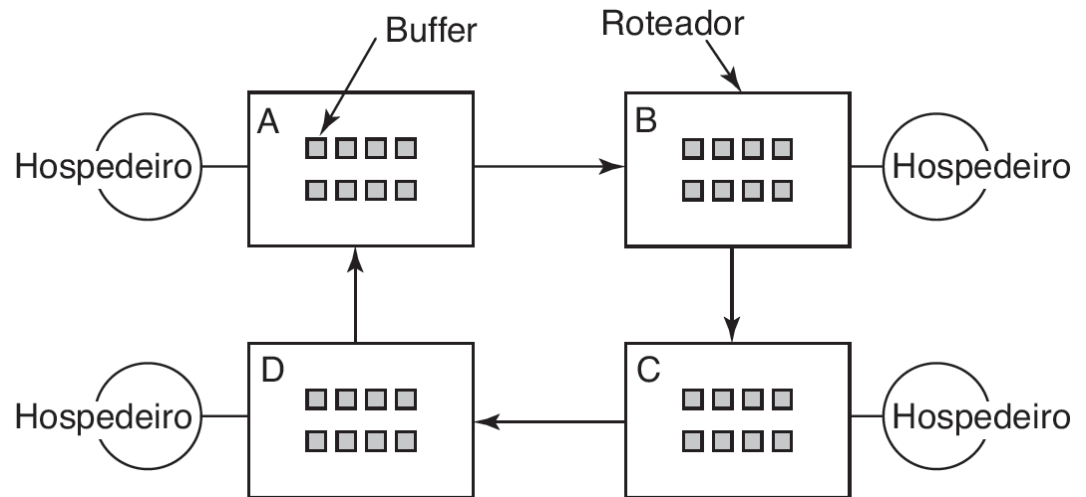 Buffer
Roteador
A
B
Hospedeiro
Hospedeiro
D
C
Hospedeiro
Hospedeiro